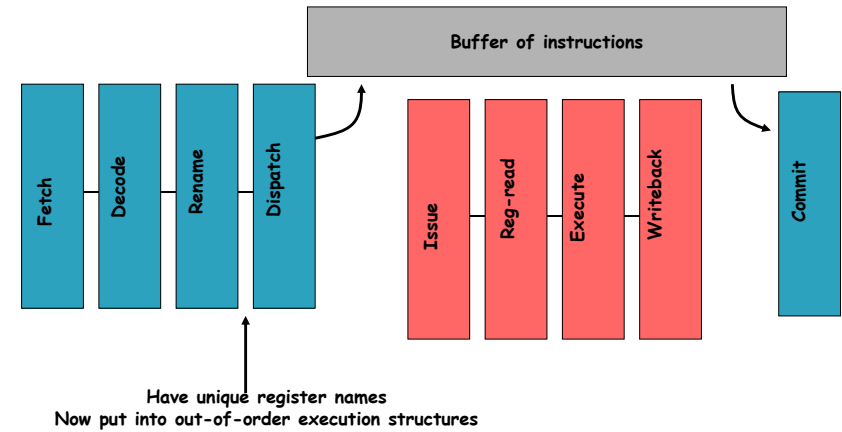 Buffer of instructions
Fetch
Decode
Rename
Dispatch
Issue
Reg-read
Execute
Writeback
Commit
Have unique register names
Now put into out-of-order execution structures